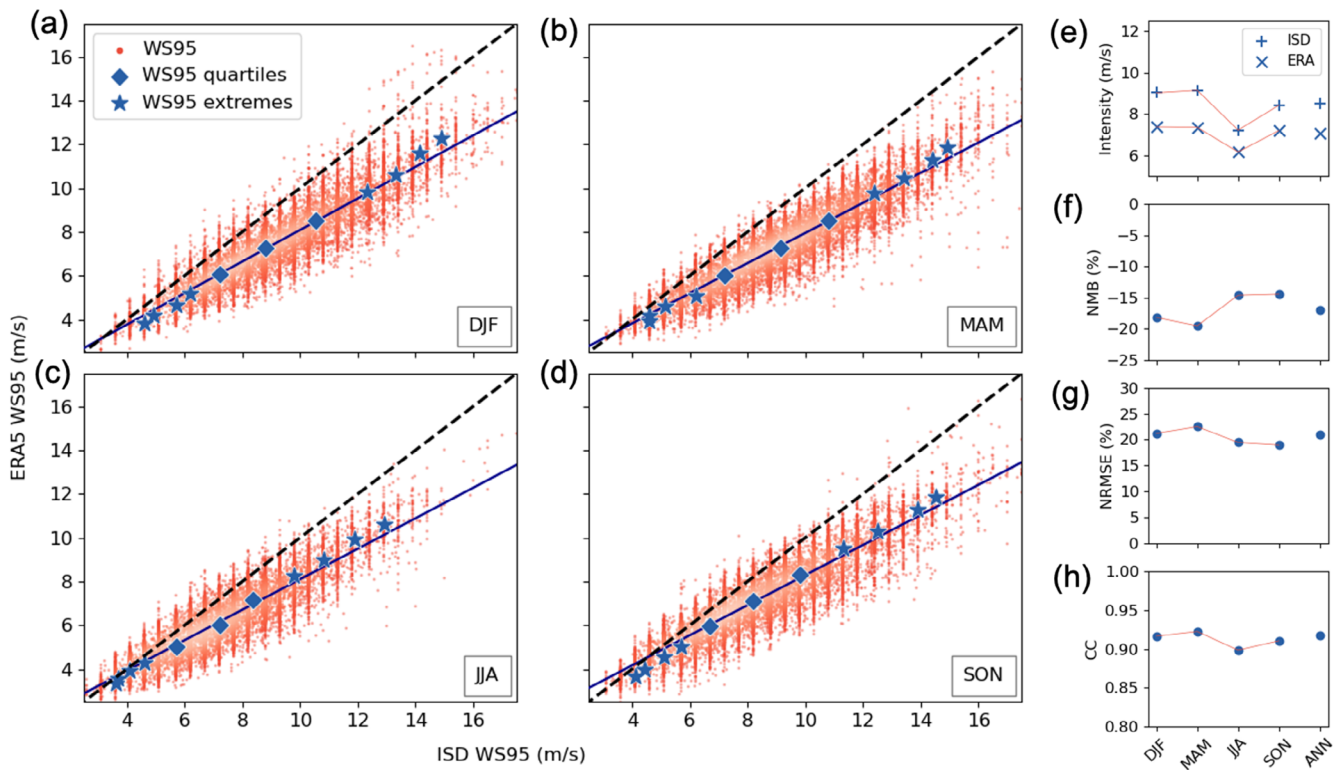 (a)
WS95
WS95 quartiles
WS95 extremes
16
14
12
10
8
6
4
DJF
(b)
MAM
(c)
16
14
12
10
8
6
4
JJA
4 6 8 10 12 14 16
(d)
SON
4 6 8 10 12 14 16
ERA5 WS95 (m/s)
ISD WS95 (m/s)
(e)
Intensity (m/s)
12
10
8
6
ISD
ERA
(f)
NMB (%)
0
−5
−10
−15
−20
−25
(g)
NRMSE (%)
30
25
20
15
10
5
0
(h)
CC
1.00
0.95
0.90
0.85
0.80
DJF MAM JJA SON ANN